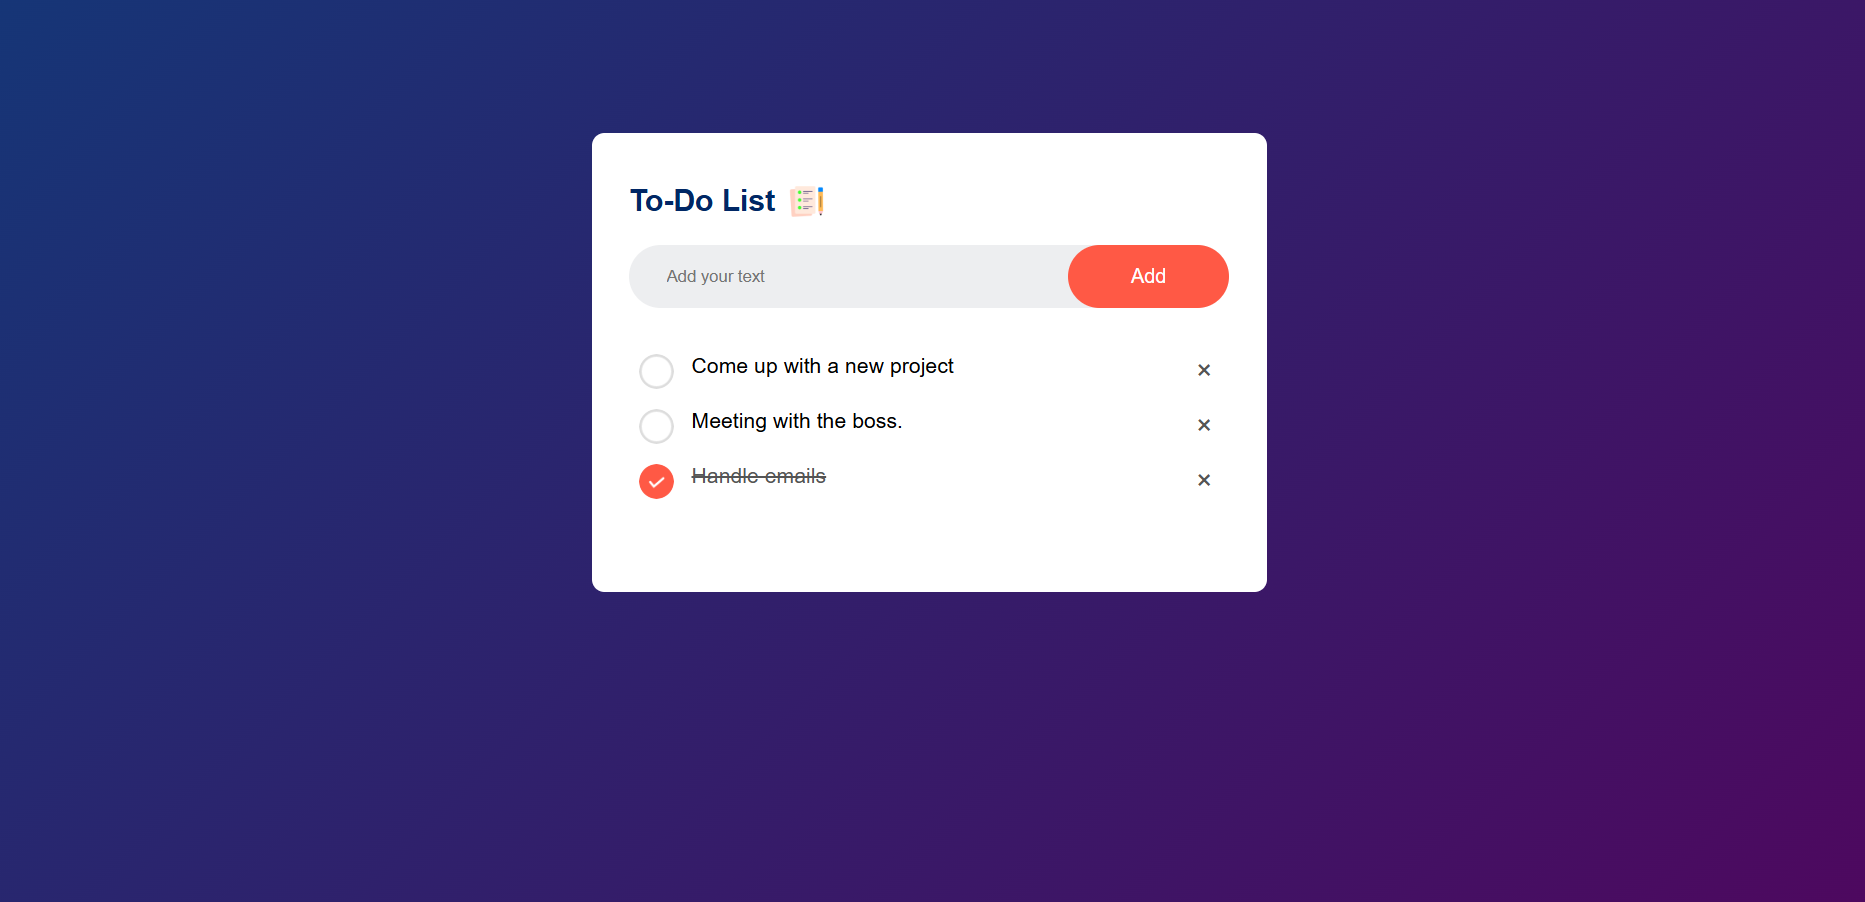 To-Do List
Add your text
Add
Come up with a new project
Meeting with the boss.
Handle emails